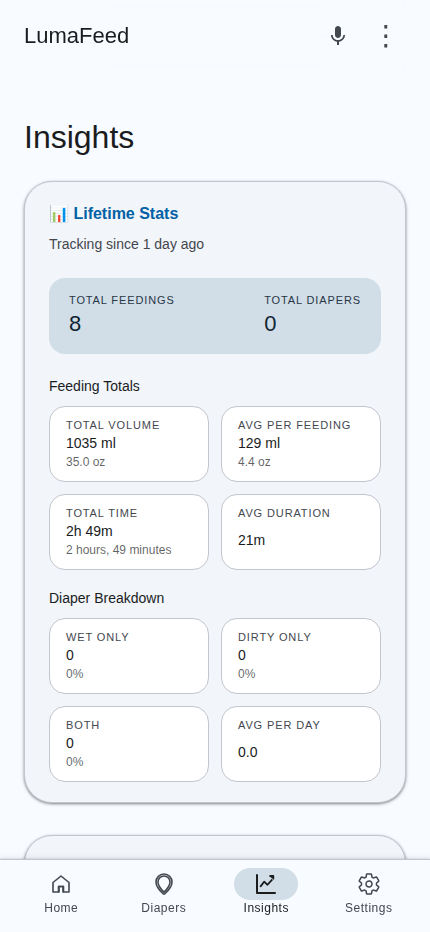 LumaFeed
Insights
📊 Lifetime Stats
Tracking since 1 day ago
TOTAL FEEDINGS
8
TOTAL DIAPERS
0
Feeding Totals
TOTAL VOLUME
1035 ml
35.0 oz
AVG PER FEEDING
129 ml
4.4 oz
TOTAL TIME
2h 49m
2 hours, 49 minutes
AVG DURATION
21m
Diaper Breakdown
WET ONLY
0
0%
DIRTY ONLY
0
0%
BOTH
0
0%
AVG PER DAY
0.0
Home
Diapers
Insights
Settings